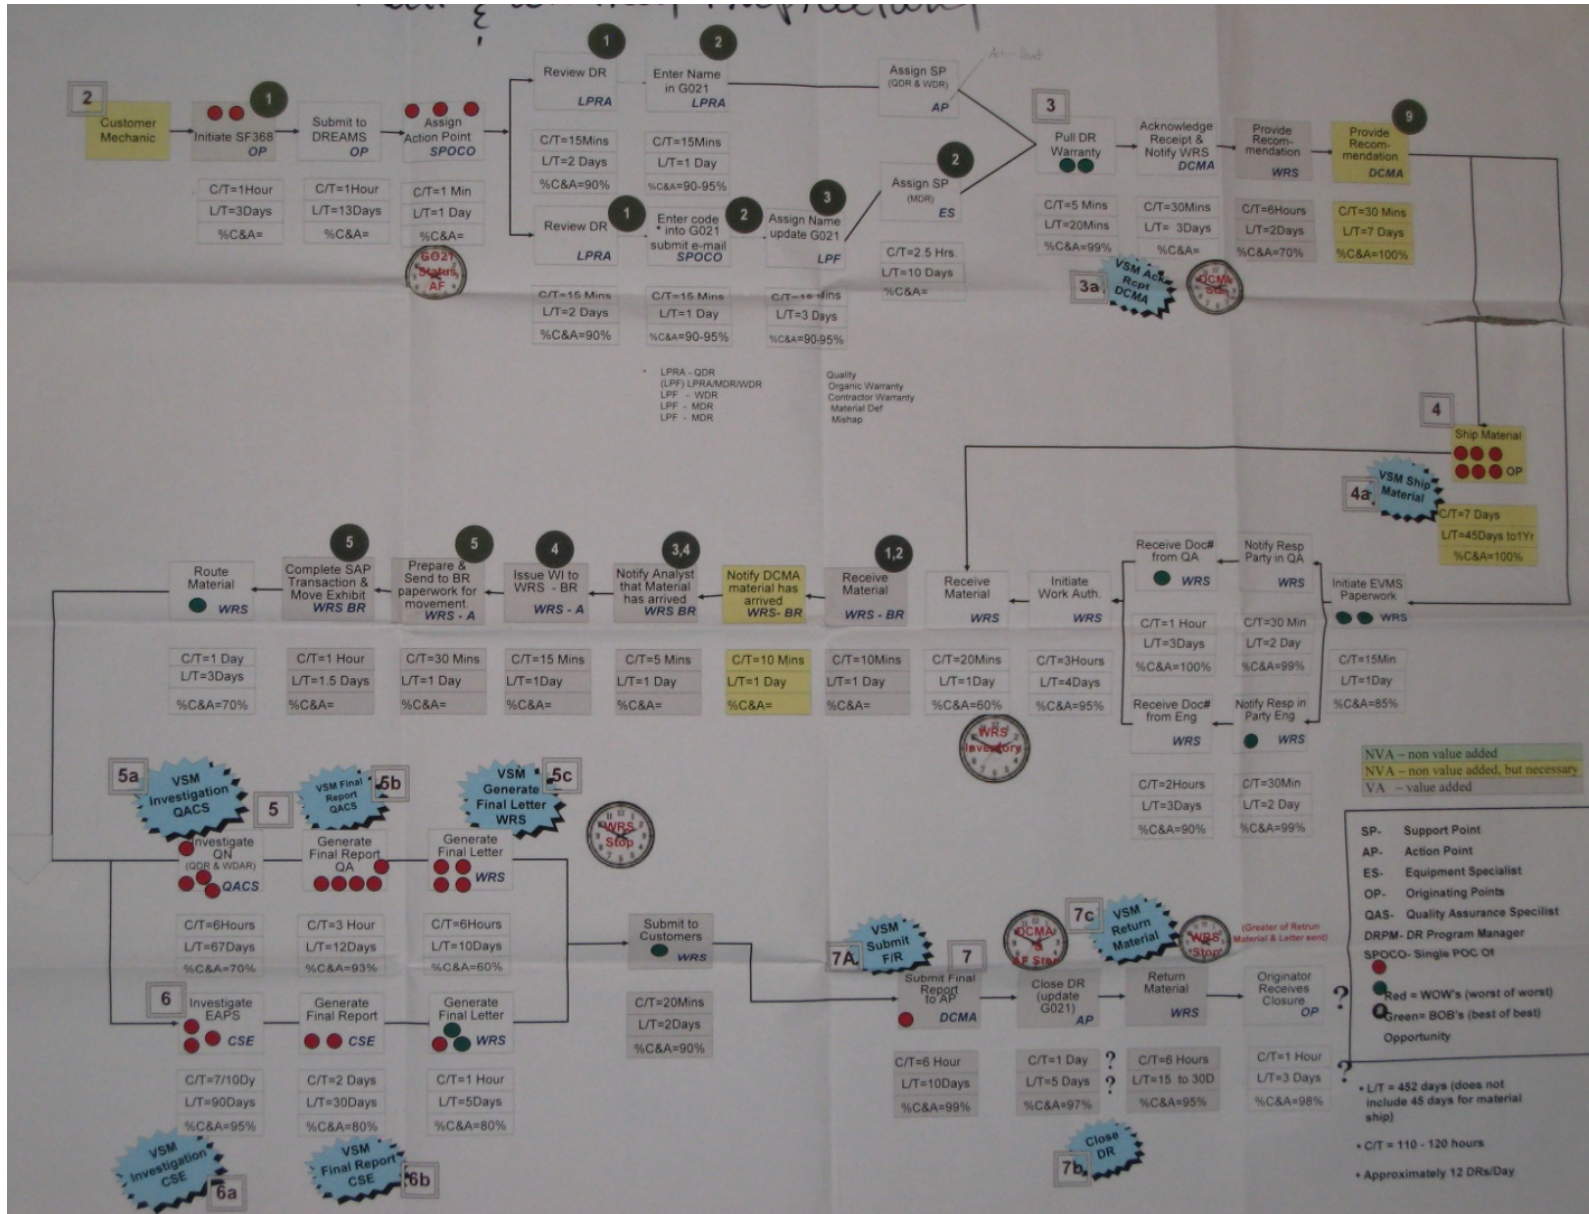 &
1
2
2
Customer
Mechanic
1
Initiate SF368
OP
C/T=1Hour
L/T=3Days
%C&A=
Submit to
DREAMS
OP
C/T=1Hour
L/T=13Days
%C&A=
Assign
Action Point
SPOCO
C/T=1 Min
L/T=1 Day
%C&A=
GO21
Status
AF
Review DR
LPRA
C/T=15Mins
L/T=2 Days
%C&A=90%
Enter Name
in G021
LPRA
C/T=15Mins
L/T=1 Day
%C&A=90-95%
1
Review DR
LPRA
C/T=15 Mins
L/T=2 Days
%C&A=90%
2
Enter code
* into G021
submit e-mail
SPOCO
C/T=15 Mins
L/T=1 Day
%C&A=90-95%
3
Assign Name
update G021
LPF
L/T=3 Days
%C&A=90-95%
Assign SP
(QDR & WDR)
AP
2
Assign SP
(MDR)
ES
C/T=2.5 Hrs.
L/T=10 Days
%C&A=
3
Pull DR
Warranty
C/T=5 Mins
L/T=20Mins
%C&A=99%
Acknowledge
Receipt &
Notify WRS
DCMA
C/T=30Mins
L/T= 3Days
%C&A=
Provide
Recom-
mendation
WRS
C/T=6Hours
L/T=2Days
%C&A=70%
9
Provide
Recom-
mendation
DCMA
C/T=30 Mins
L/T=7 Days
%C&A=100%
3a
VSM Ack
Rcpt
DCMA
DCMA
* LPRA - QDR
(LPF) LPRA/MDR/WDR
LPF - WDR
LPF - MDR
LPF - MDR
Quality
Organic Warranty
Contractor Warranty
Material Def
Mishap
4
Ship Material
OP
4a
VSM Ship
Material
C/T=7 Days
L/T=45Days to1Yr
%C&A=100%
Route
Material
WRS
C/T=1 Day
L/T=3Days
%C&A=70%
5
Complete SAP
Transaction &
Move Exhibit
WRS BR
C/T=1 Hour
L/T=1.5 Days
%C&A=
5
Prepare &
Send to BR
paperwork for
movement.
WRS - A
C/T=30 Mins
L/T=1 Day
%C&A=
4
Issue WI to
WRS - BR
WRS - A
C/T=15 Mins
L/T=1Day
%C&A=
3,4
Notify Analyst
that Material
has arrived
WRS BR
C/T=5 Mins
L/T=1 Day
%C&A=
Notify DCMA
material has
arrived
WRS- BR
C/T=10 Mins
L/T=1 Day
%C&A=
1,2
Receive
Material
WRS - BR
C/T=10Mins
L/T=1 Day
%C&A=
Receive
Material
WRS
C/T=20Mins
L/T=1Day
%C&A=60%
WRS
Inventory
Initiate
Work Auth.
WRS
C/T=3Hours
L/T=4Days
%C&A=95%
Receive Doc#
from QA
WRS
C/T=1 Hour
L/T=3Days
%C&A=100%
Notify Resp
Party in QA
WRS
C/T=30 Min
L/T=2 Day
%C&A=99%
Initiate EVMS
Paperwork
WRS
C/T=15Min
L/T=1Day
%C&A=85%
Receive Doc#
from Eng
WRS
C/T=2Hours
L/T=3Days
%C&A=90%
Notify Resp in
Party Eng
WRS
C/T=30Min
L/T=2 Day
%C&A=99%
5a
VSM
Investigation
QACS
5
VSM Final
Report
QACS
5b
VSM
Generate
Final Letter
WRS
5c
WRS
Stop
Investigate
QN
(QDR & WDAR)
QACS
C/T=6Hours
L/T=67Days
%C&A=70%
Generate
Final Report
QA
C/T=3 Hour
L/T=12Days
%C&A=93%
Generate
Final Letter
WRS
C/T=6Hours
L/T=10Days
%C&A=60%
6
Investigate
EAPS
CSE
C/T=7/10Dy
L/T=90Days
%C&A=95%
Generate
Final Report
CSE
C/T=2 Days
L/T=30Days
%C&A=80%
Generate
Final Letter
WRS
C/T=1 Hour
L/T=5Days
%C&A=80%
VSM
Investigation
CSE
6a
VSM
Final Report
CSE
6b
Submit to
Customers
WRS
C/T=20Mins
L/T=2Days
%C&A=90%
7A
VSM
Submit
F/R
7
Submit Final
Report
to AP
DCMA
C/T=6 Hour
L/T=10Days
%C&A=99%
DCMA
&
AF Stop
Close DR
(update
G021)
AP
C/T=1 Day ?
L/T=5 Days ?
%C&A=97%
7c
VSM
Return
Material
WRS
Stop
(Greater of Retrun
Material & Letter sent)
Return
Material
WRS
C/T=6 Hours
L/T=15 to 30D
%C&A=95%
Originator
Receives
Closure
OP
?
C/T=1 Hour
L/T=3 Days
%C&A=98%
?
Close
DR
7b
NVA – non value added
NVA – non value added, but necessary
VA – value added
SP- Support Point
AP- Action Point
ES- Equipment Specialist
OP- Originating Points
QAS- Quality Assurance Specilist
DRPM- DR Program Manager
SPOCO- Single POC Of
Red = WOW's (worst of worst)
Green= BOB's (best of best)
Opportunity
• L/T = 452 days (does not
include 45 days for material
ship)
• C/T = 110 - 120 hours
• Approximately 12 DRs/Day